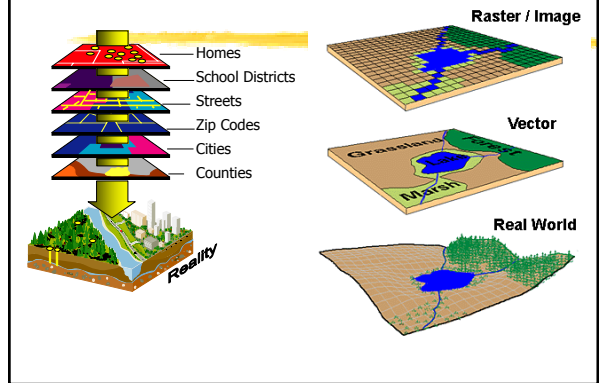 Homes
School Districts
Streets
Zip Codes
Cities
Counties
Reality
Raster / Image
Vector
Grassland
Forest
Lake
Marsh
Real World